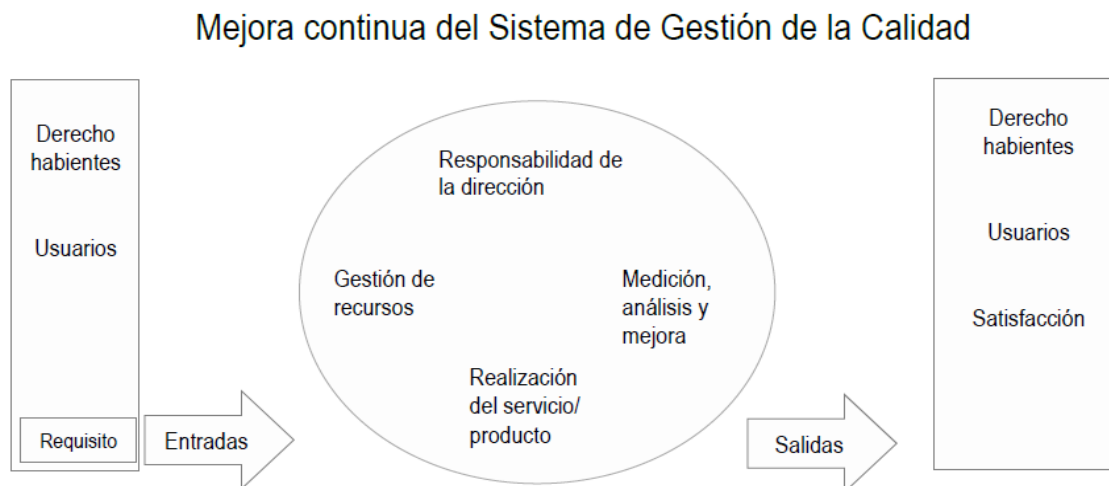 Mejora continua del Sistema de Gestión de la Calidad
Derecho
habientes
Usuarios
Requisito
Entradas
Responsabilidad de
la dirección
Gestión de
recursos
Medición,
análisis y
mejora
Realización
del servicio/
producto
Salidas
Derecho
habientes
Usuarios
Satisfacción